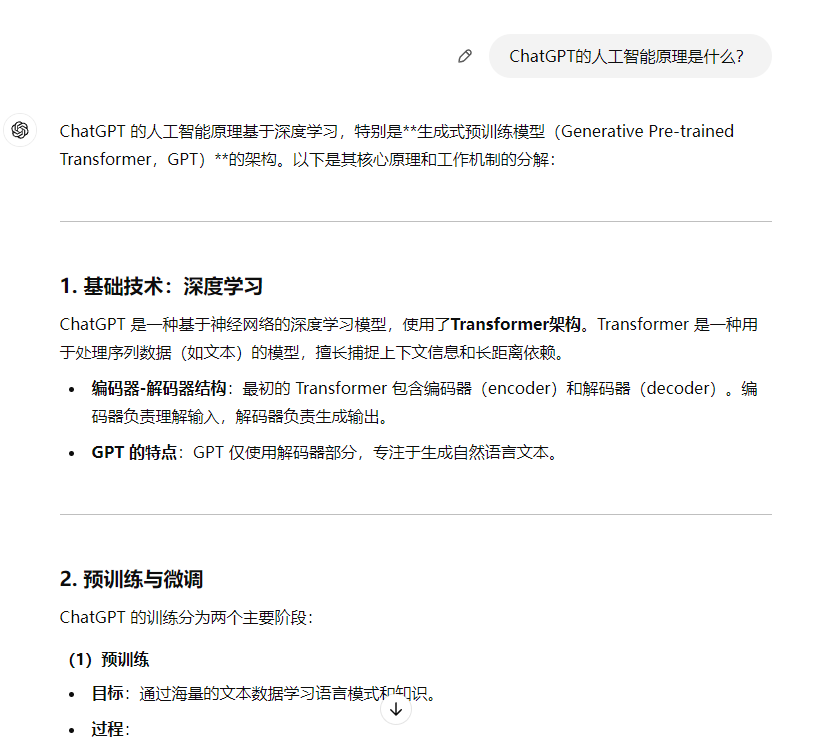 ChatGPT的人工智能原理是什么？
ChatGPT 的人工智能原理基于深度学习，特别是**生成式预训练模型（Generative Pre-trained
Transformer，GPT）**的架构。以下是其核心原理和工作机制的分解：
1. 基础技术：深度学习
ChatGPT 是一种基于神经网络的深度学习模型，使用了Transformer架构。Transformer 是一种用
于处理序列数据（如文本）的模型，擅长捕捉上下文信息和长距离依赖。
• 编码器-解码器结构：最初的 Transformer 包含编码器（encoder）和解码器（decoder）。编
码器负责理解输入，解码器负责生成输出。
• GPT 的特点：GPT 仅使用解码器部分，专注于生成自然语言文本。
2. 预训练与微调
ChatGPT 的训练分为两个主要阶段：
（1）预训练
• 目标：通过海量的文本数据学习语言模式和知识。
• 过程：